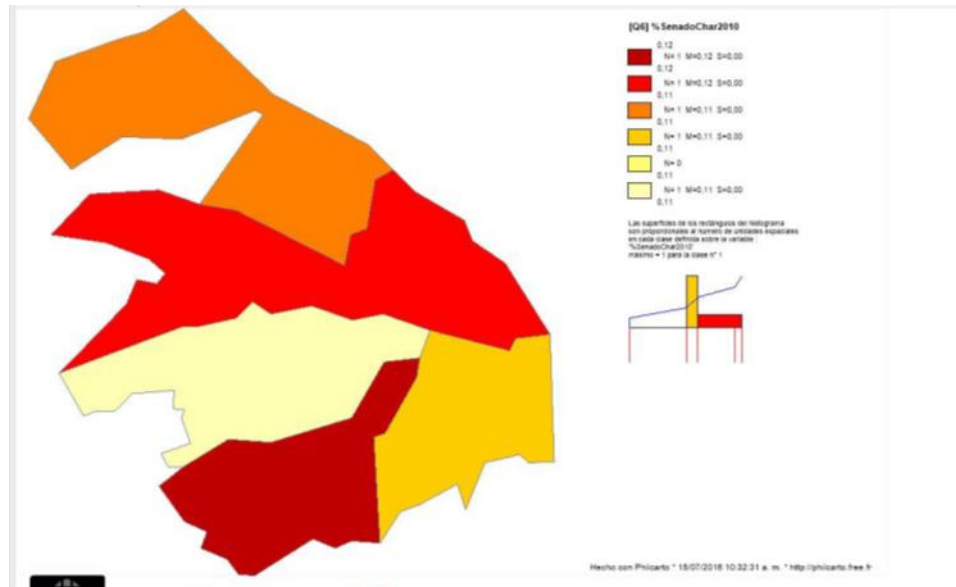 [Q6] %SenadoChar2010
0,12
N= 1 M=0,12 S=0,00
0,12
N= 1 M=0,12 S=0,00
0,11
N= 1 M=0,11 S=0,00
0,11
N= 1 M=0,11 S=0,00
0,11
N= 0
0,11
N= 1 M=0,11 S=0,00
0,11
Las superficies de los rectángulos del histograma
son proporcionales al número de unidades espaciales
en cada clase definida sobre la variable :
'%SenadoChar2010'
máximo = 1 para la clase n° 1
Hecho con Philcarto * 18/07/2018 10:32:31 a. m. * http://philcarto.free.fr